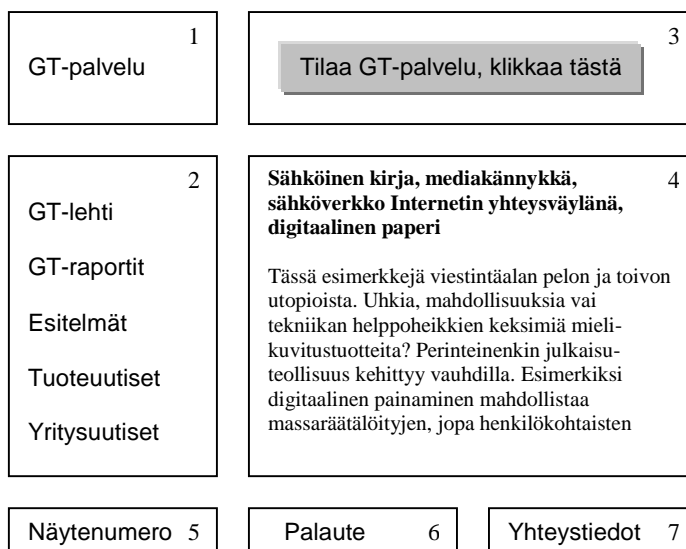 1
GT-palvelu
3
Tilaa GT-palvelu, klikkaa tästä
2
GT-lehti
GT-raportit
Esitelmät
Tuoteuutiset
Yritysuutiset
4
Sähköinen kirja, mediakännykkä,
sähköverkko Internetin yhteysväylänä,
digitaalinen paperi
Tässä esimerkkejä viestintäalan pelon ja toivon
utopioista. Uhkia, mahdollisuuksia vai
tekniikan helppoheikkien keksimiä mieli-
kuvitustuotteita? Perinteinenkin julkaisu-
teollisuus kehittyy vauhdilla. Esimerkiksi
digitaalinen painaminen mahdollistaa
massaräätälöityjen, jopa henkilökohtaisten
Näytenumero 5
Palaute 6
Yhteystiedot 7